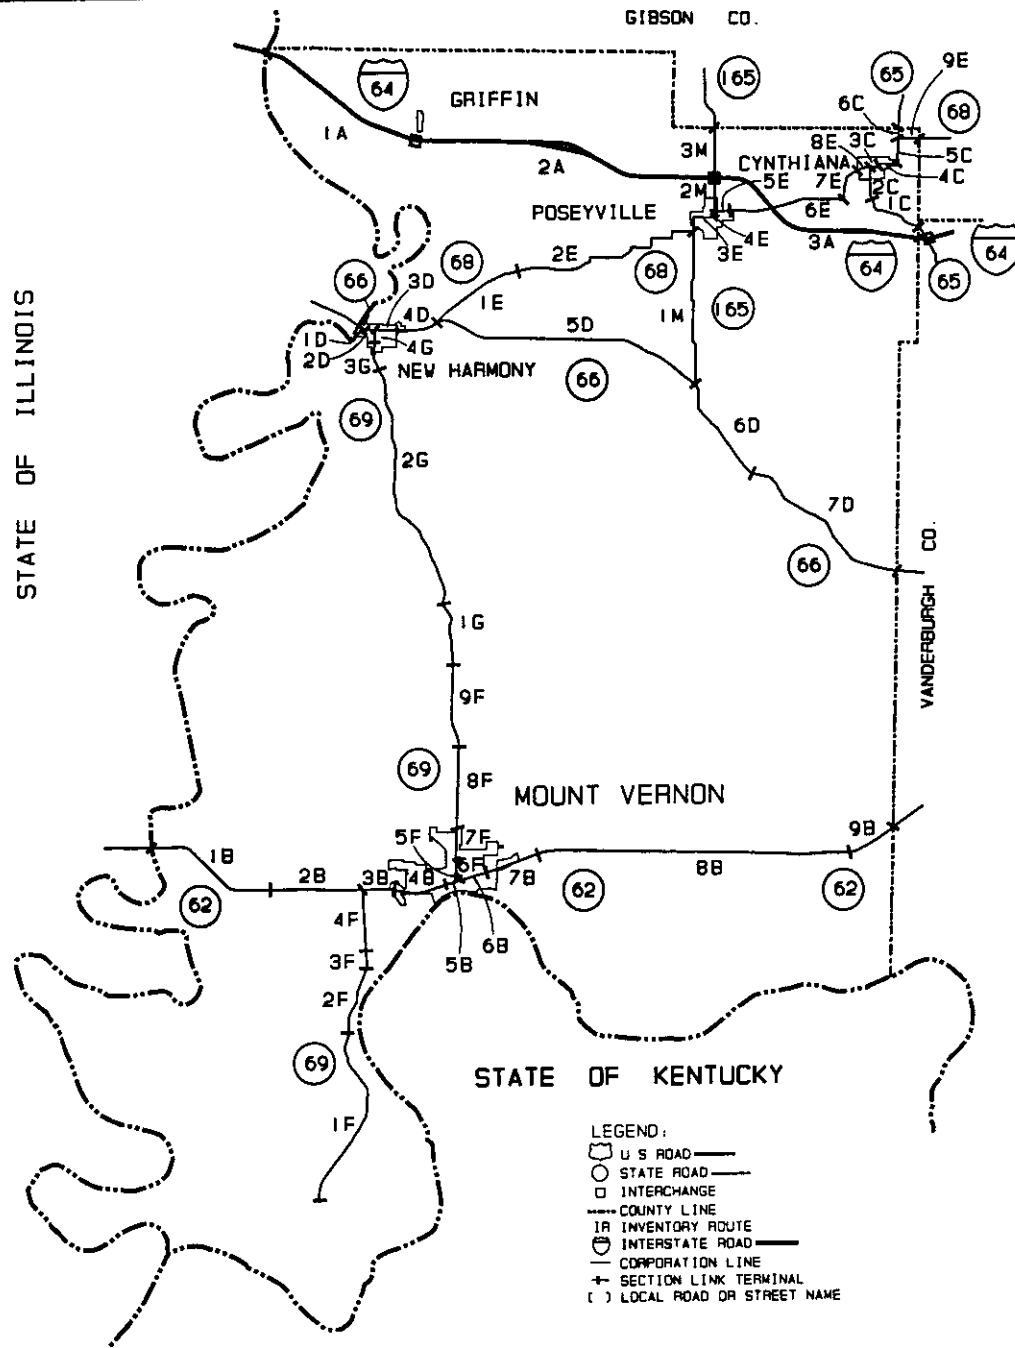 GIBSON CO.
65
9E
165
64
6C
68
GRIFFIN
1A
3M
8E
3C
5C
CYNTHIANA
2A
4C
2M
5E
7E
2C
POSEYVILLE
6E
1C
4E
3E
3A
2E
68
68
64
65
64
66
3D
1E
165
4D
1M
5D
1D
2D
4G
3G
NEW HARMONY
66
69
6D
2G
STATE OF ILLINOIS
7D
66
VANDERBURGH CO.
1G
9F
69
8F
MOUNT VERNON
5F
7F
9B
1B
6F
2B
3B
4B
7B
8B
62
62
62
4F
6B
5B
3F
2F
69
STATE OF KENTUCKY
1F
LEGEND:
U S ROAD
STATE ROAD
INTERCHANGE
COUNTY LINE
IR INVENTORY ROUTE
INTERSTATE ROAD
CORPORATION LINE
SECTION LINK TERMINAL
( ) LOCAL ROAD OR STREET NAME